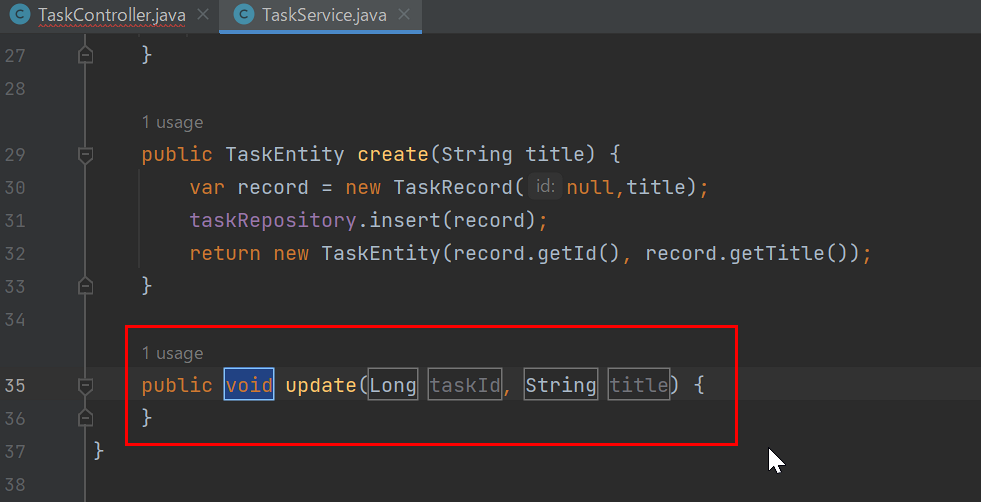 TaskController.java TaskService.java
27 }
28
1 usage
29 public TaskEntity create(String title) {
30 var record = new TaskRecord( id: null,title);
31 taskRepository.insert(record);
32 return new TaskEntity(record.getId(), record.getTitle());
33 }
34
1 usage
35 public void update(Long taskId, String title) {
36 }
37 }
38